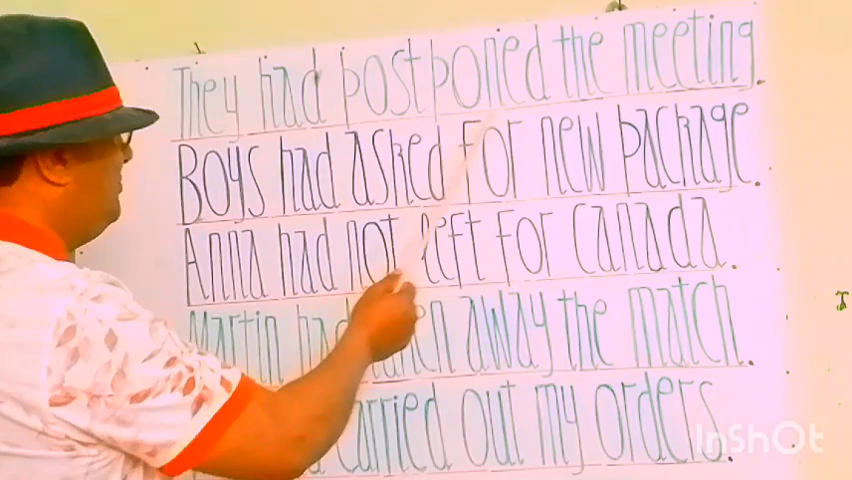 They had postponed the meeting.
Boys had asked for new package.
Anna had not left for Canada.
Martin had away the match.
carried out my orders.
InShOt